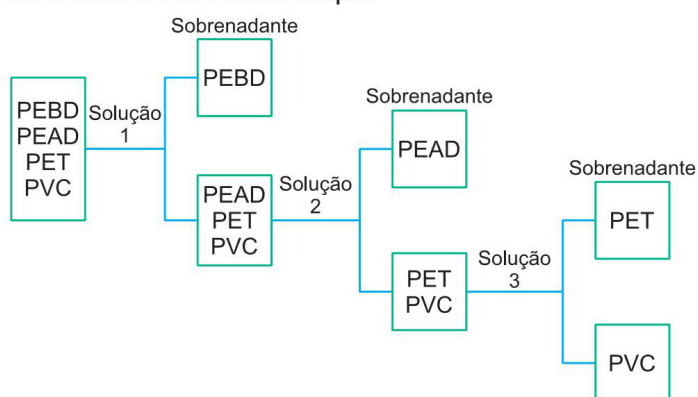 Sobrenadante
PEBD
PEBD
PEAD
PET
PVC
Solução
1
PEAD
PET
PVC
Solução
2
Sobrenadante
PEAD
PET
PVC
Solução
3
Sobrenadante
PET
PVC